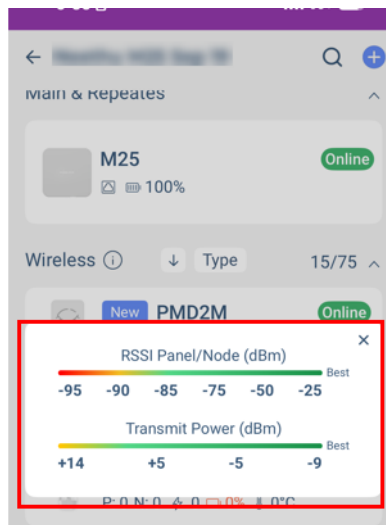 Main & Repeates
M25
Online
100%
Wireless
Type
15/75
New PMD2M
Online
RSSI Panel/Node (dBm)
Best
-95 -90 -85 -75 -50 -25
Transmit Power (dBm)
Best
+14 +5 -5 -9
P: 0 N: 0 0 0% 0°C